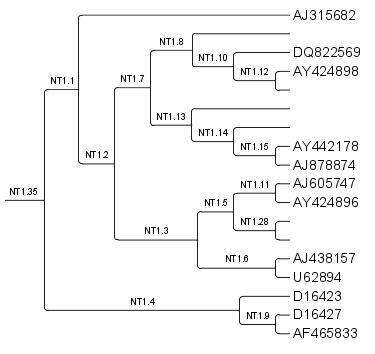 AJ315682
NT1.8
DQ822569
NT1.10
AY424898
NT1.1
NT1.7
NT1.12
NT1.13
NT1.14
AY442178
NT1.15
NT1.2
AJ878874
AJ605747
NT1.11
NT1.35
NT1.5
AY424896
NT1.28
NT1.3
AJ438157
NT1.6
U62894
D16423
NT1.4
D16427
NT1.9
AF465833